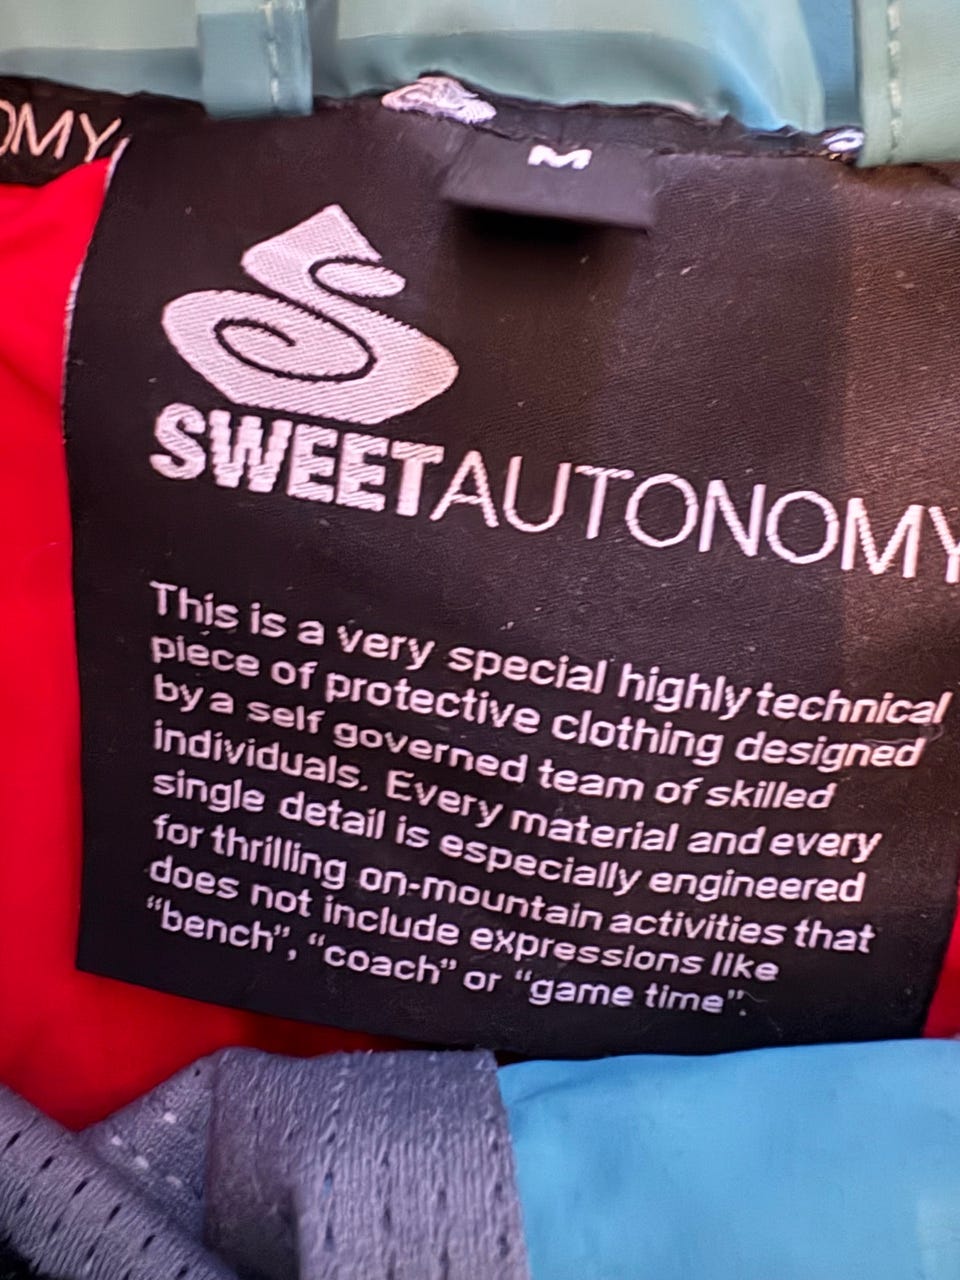 OMY
M
SWEETAUTONOMY
This is a very special highly technical
piece of protective clothing designed
by a self governed team of skilled
individuals. Every material and every
single detail is especially engineered
for thrilling on-mountain activities that
does not include expressions like
“bench”, “coach” or “game time”.